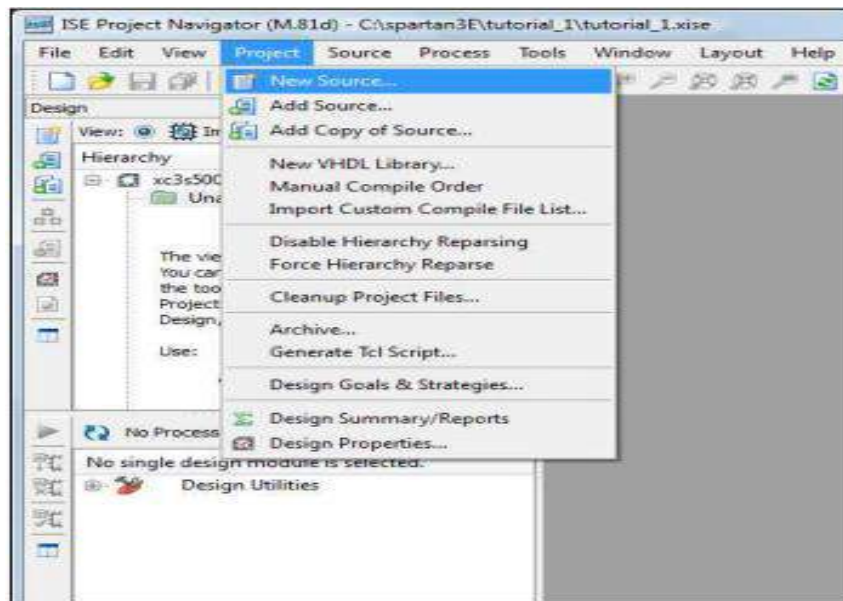 ISE Project Navigator (M.81d) - C:\spartan3E\tutorial_1\tutorial_1.xise
File Edit View Project Source Process Tools Window Layout Help
New Source...
Design
Add Source...
View:
Add Copy of Source...
Hierarchy
New VHDL Library...
xc3s500
Manual Compile Order
Una
Import Custom Compile File List...
Disable Hierarchy Reparsing
The vie
You can
Force Hierarchy Reparse
the too
Project
Cleanup Project Files...
Design,
Archive...
Use:
Generate Tcl Script...
Design Goals & Strategies...
Design Summary/Reports
No Process
Design Properties...
No single design module is selected.
Design Utilities